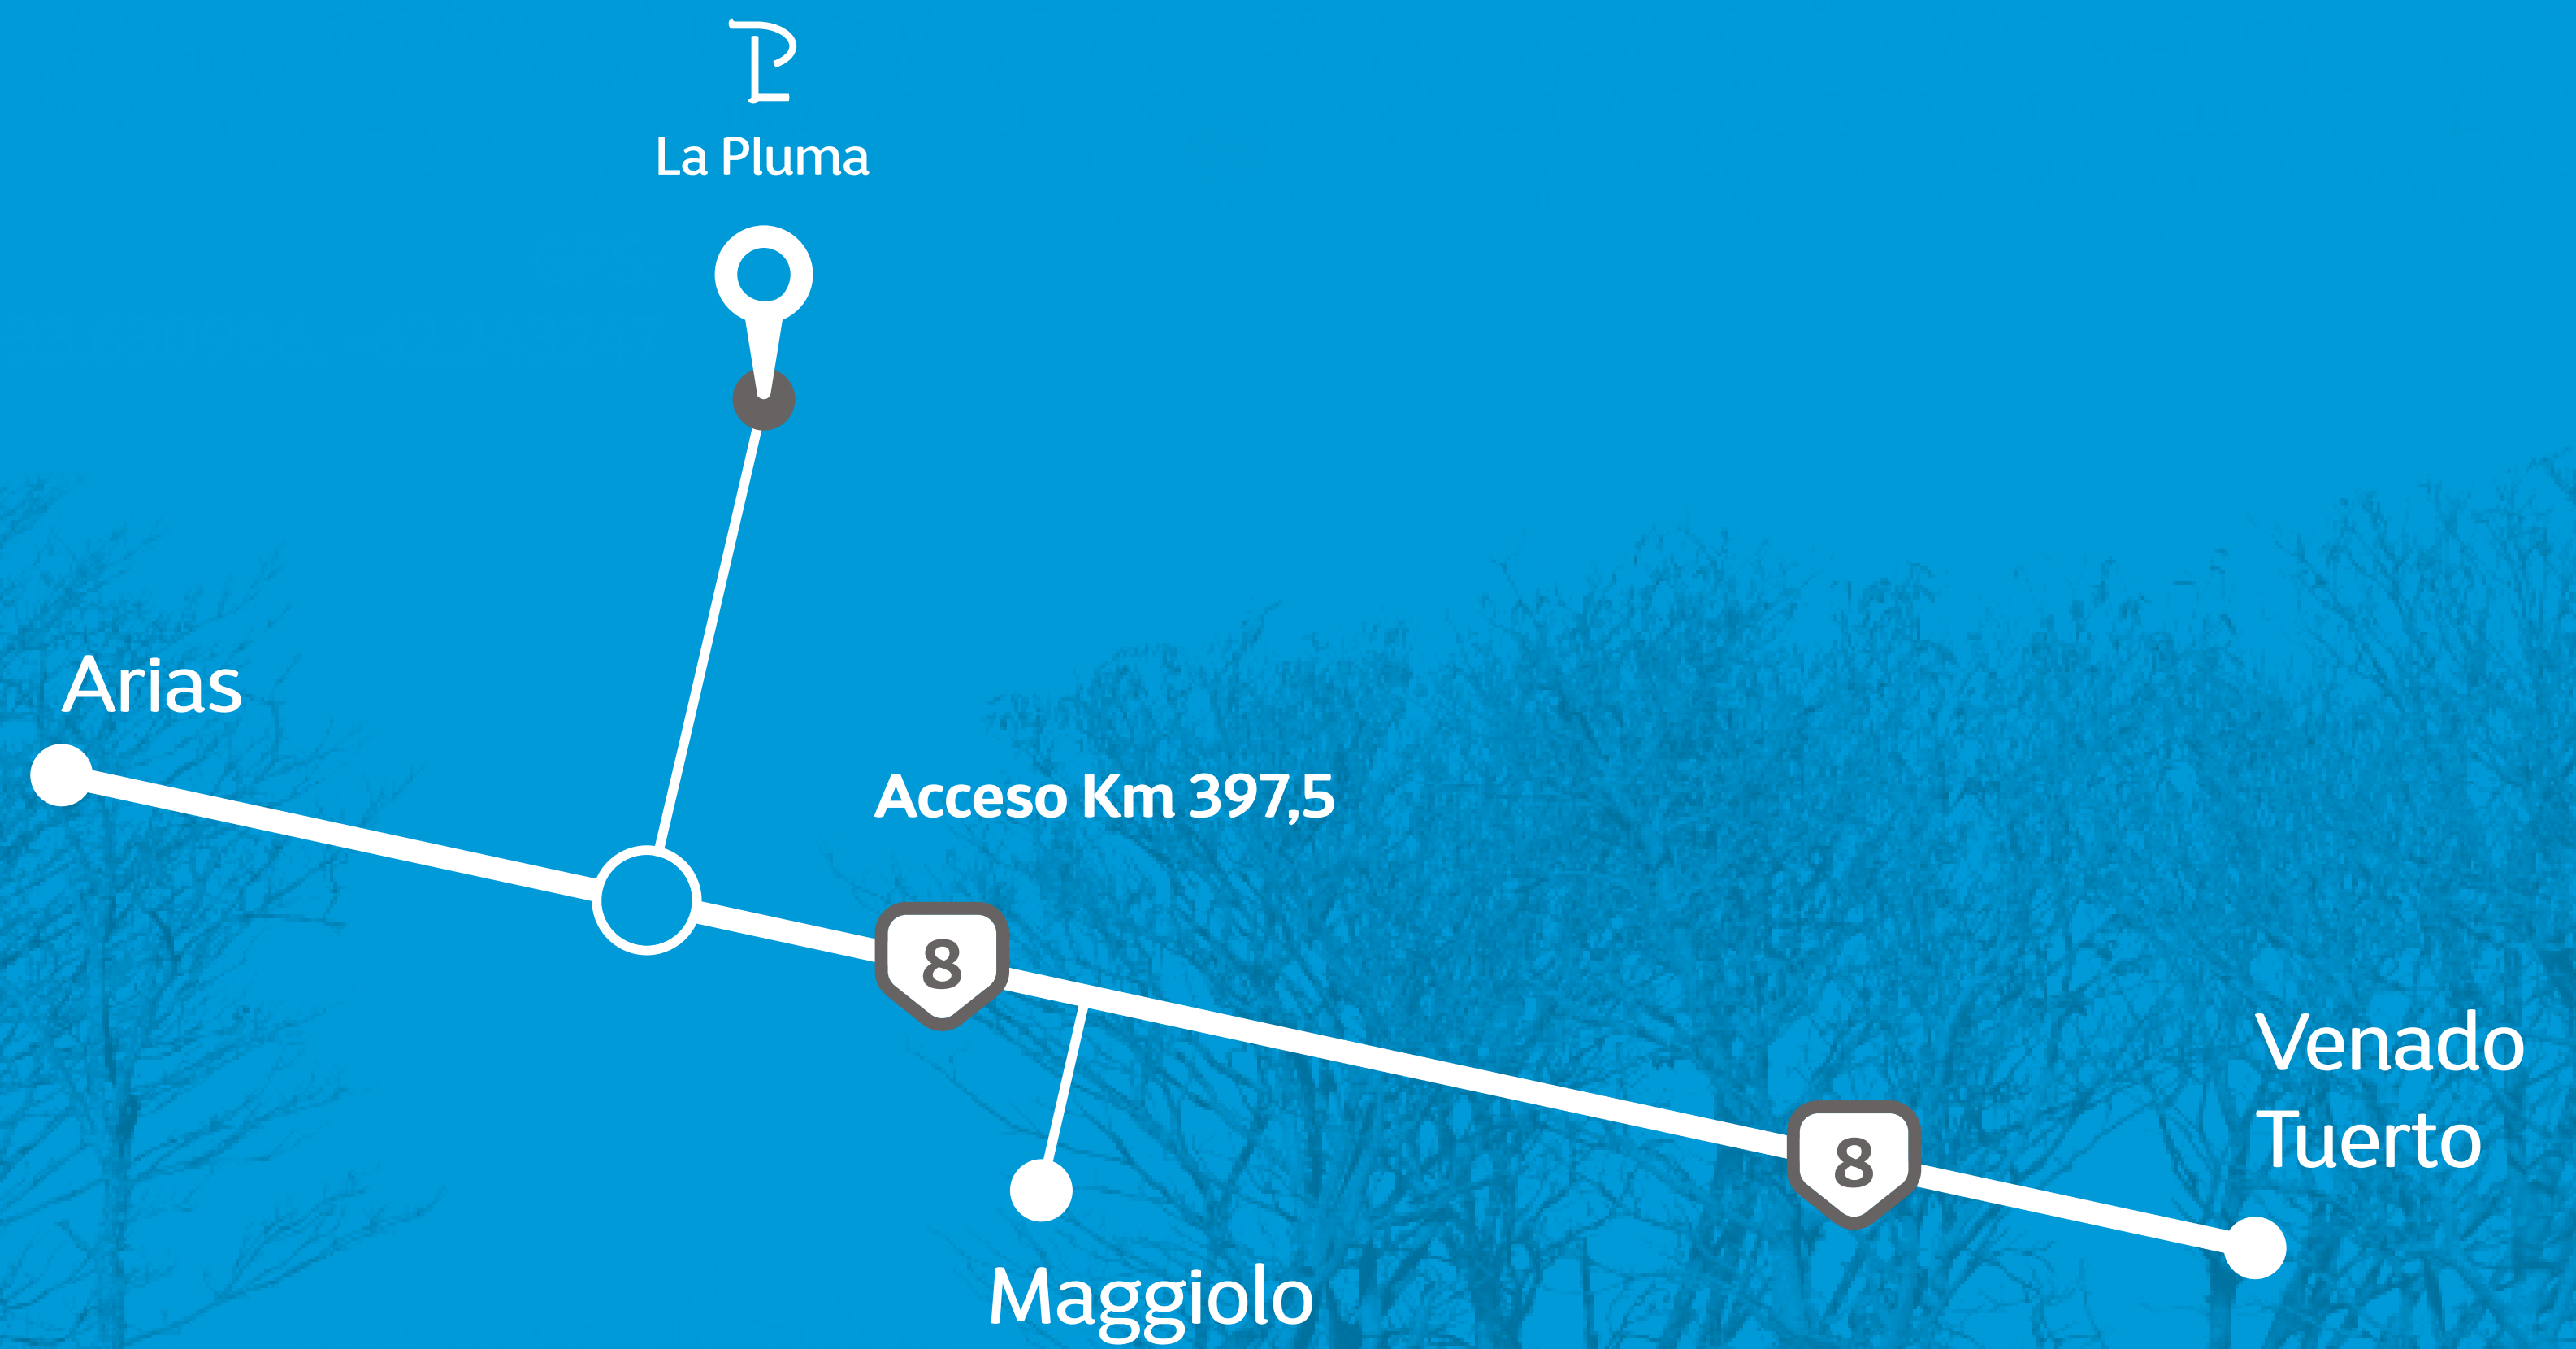 La Pluma
Arias
Acceso Km 397,5
8
8
Venado
Tuerto
Maggiolo